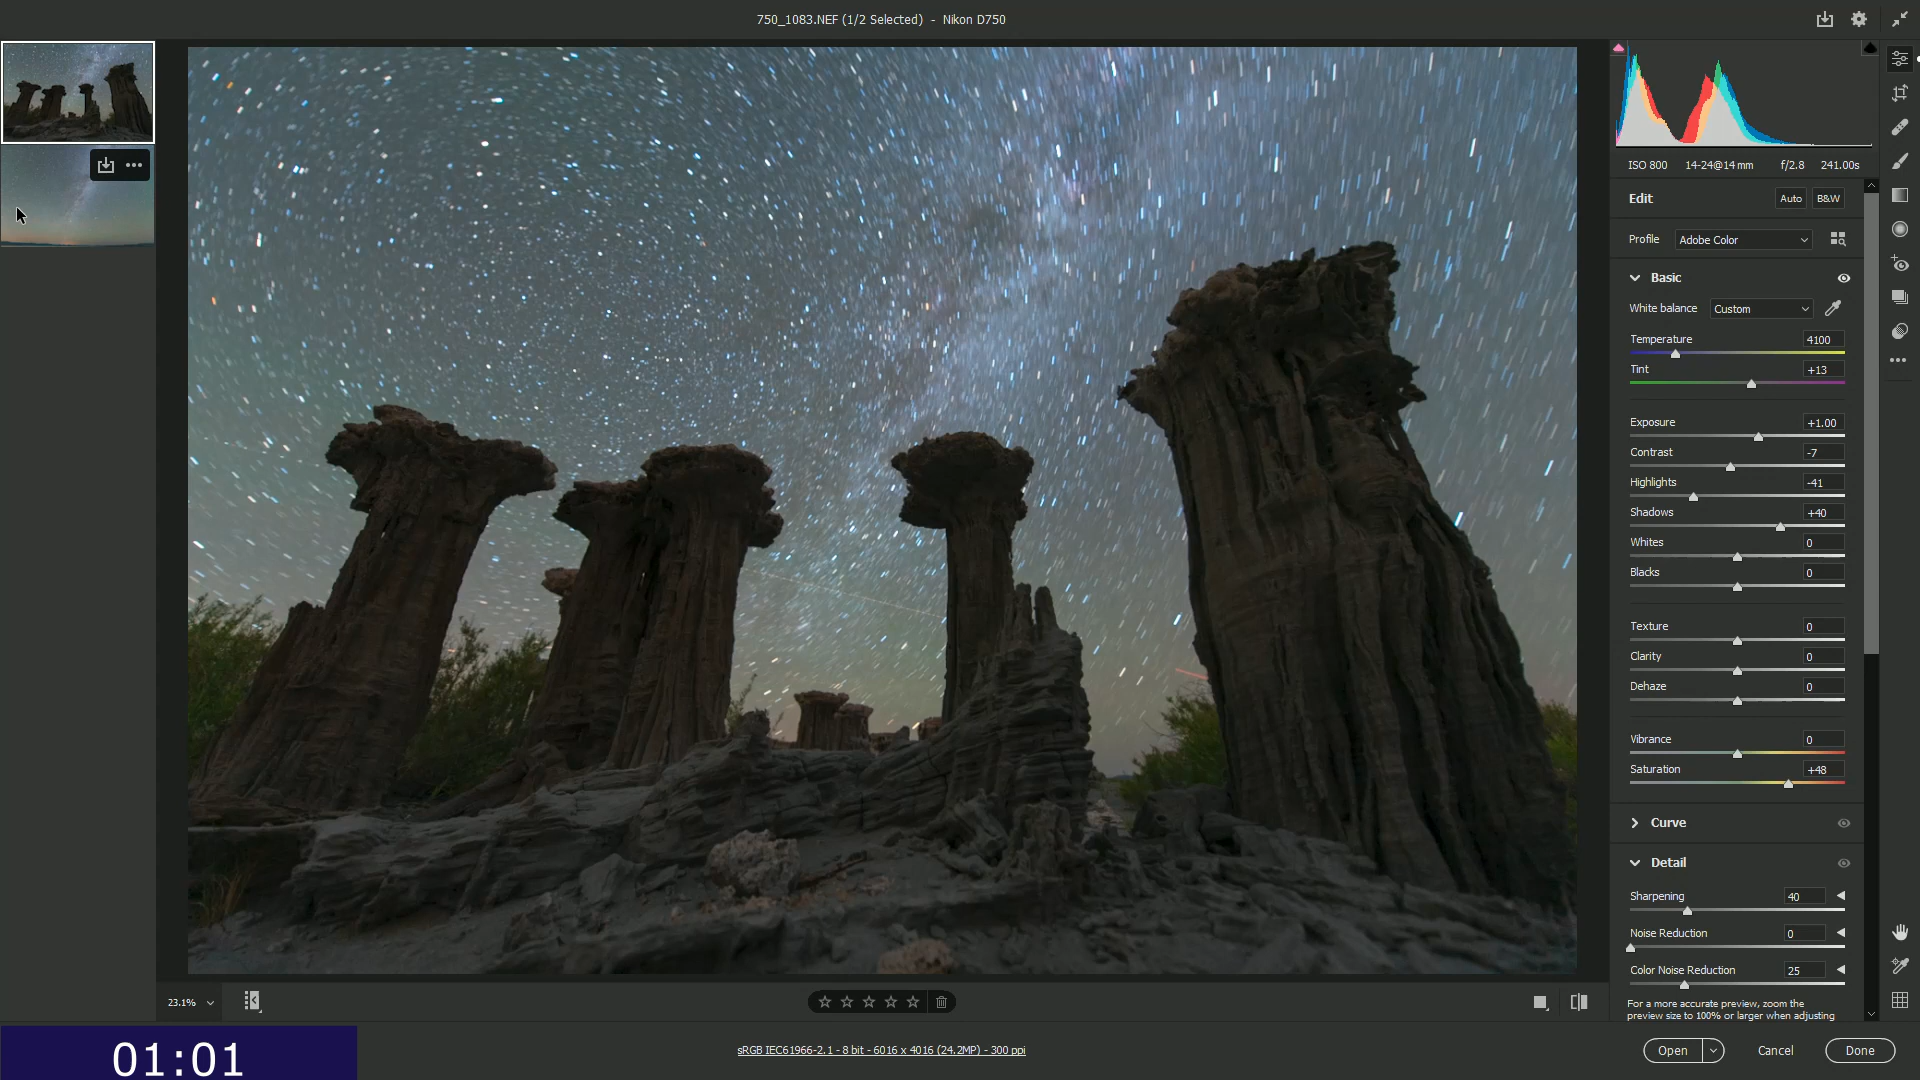 750_1083.NEF (1/2 Selected) - Nikon D750
ISO 800 14-24@14 mm f/2.8 241.00s
Edit Auto B&W
Profile Adobe Color
Basic
White balance Custom
Temperature 4100
Tint +13
Exposure +1.00
Contrast -7
Highlights -41
Shadows +40
Whites 0
Blacks 0
Texture 0
Clarity 0
Dehaze 0
Vibrance 0
Saturation +48
Curve
Detail
Sharpening 40
Noise Reduction 0
Color Noise Reduction 25
For a more accurate preview, zoom the
preview size to 100% or larger when adjusting
23.1%
01:01
sRGB IEC61966-2.1 - 8 bit - 6016 x 4016 (24.2MP) - 300 ppi
Open Cancel Done